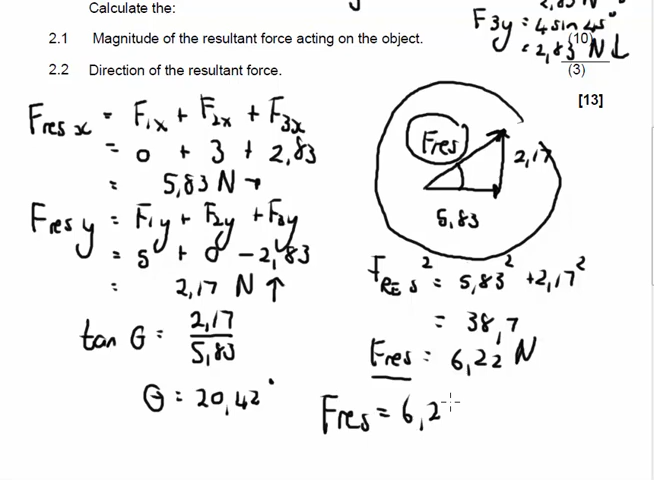 Calculate the:
F3y = 4 sin 45°
= 2,83 N ↓
(10)
2.1 Magnitude of the resultant force acting on the object.
2.2 Direction of the resultant force.
(3)
[13]
Fres x = F1x + F2x + F3x
= 0 + 3 + 2,83
= 5,83 N →
Fres y = F1y + F2y + F3y
= 5 + 0 - 2,83
= 2,17 N ↑
tan θ = 2,17
5,83
θ = 20,42°
Fres
2,17
5,83
FRES² = 5,83² + 2,17²
= 38,7
Fres = 6,22 N
Fres = 6,2